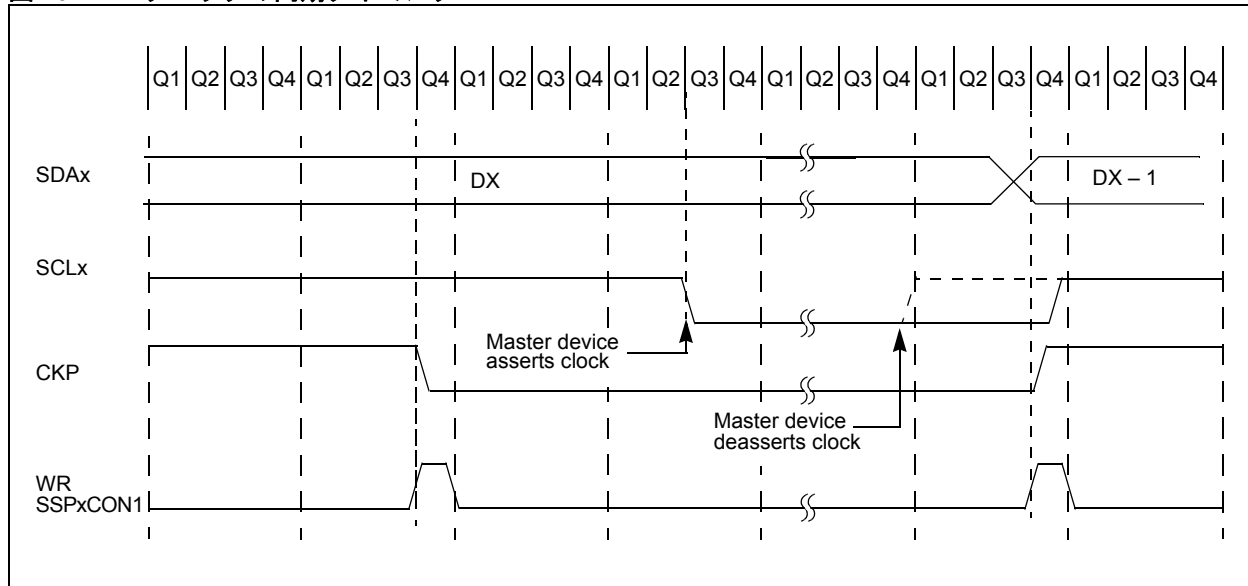 Q1 Q2 Q3 Q4 Q1 Q2 Q3 Q4 Q1 Q2 Q3 Q4 Q1 Q2 Q3 Q4 Q1 Q2 Q3 Q4 Q1 Q2 Q3 Q4 Q1 Q2 Q3 Q4
SDAx
DX
DX – 1
SCLx
Master device
asserts clock
CKP
Master device
deasserts clock
WR
SSPxCON1